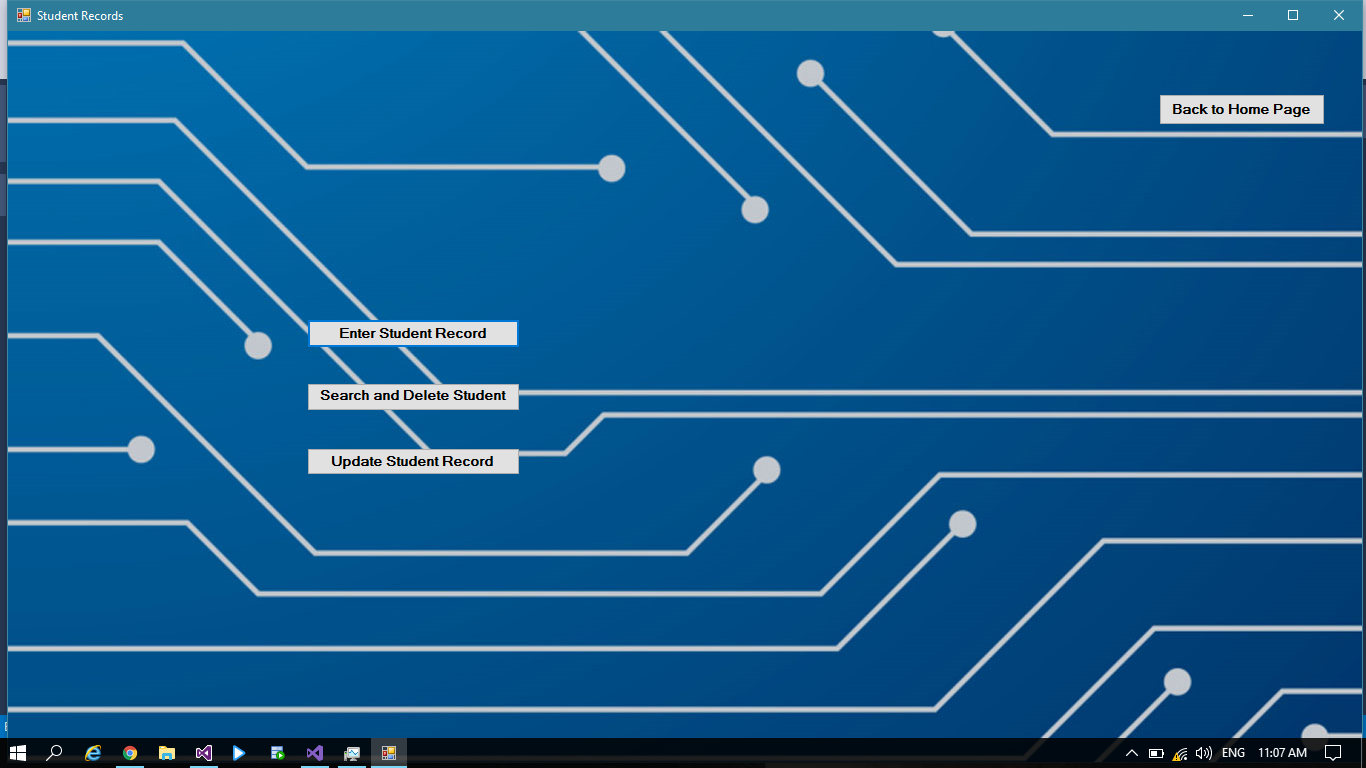 Student Records
Back to Home Page
Enter Student Record
Search and Delete Student
Update Student Record
ENG
11:07 AM